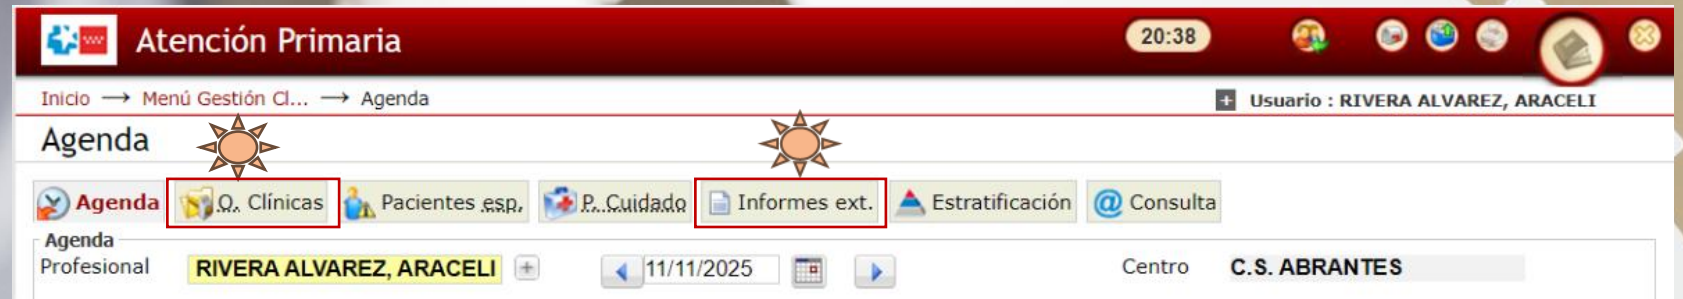 Atención Primaria 20:38
Inicio → Menú Gestión Cl... → Agenda Usuario : RIVERA ALVAREZ, ARACELI
Agenda
Agenda O. Clínicas Pacientes esp. P. Cuidado Informes ext. Estratificación @ Consulta
Agenda
Profesional RIVERA ALVAREZ, ARACELI + 11/11/2025 Centro C.S. ABRANTES